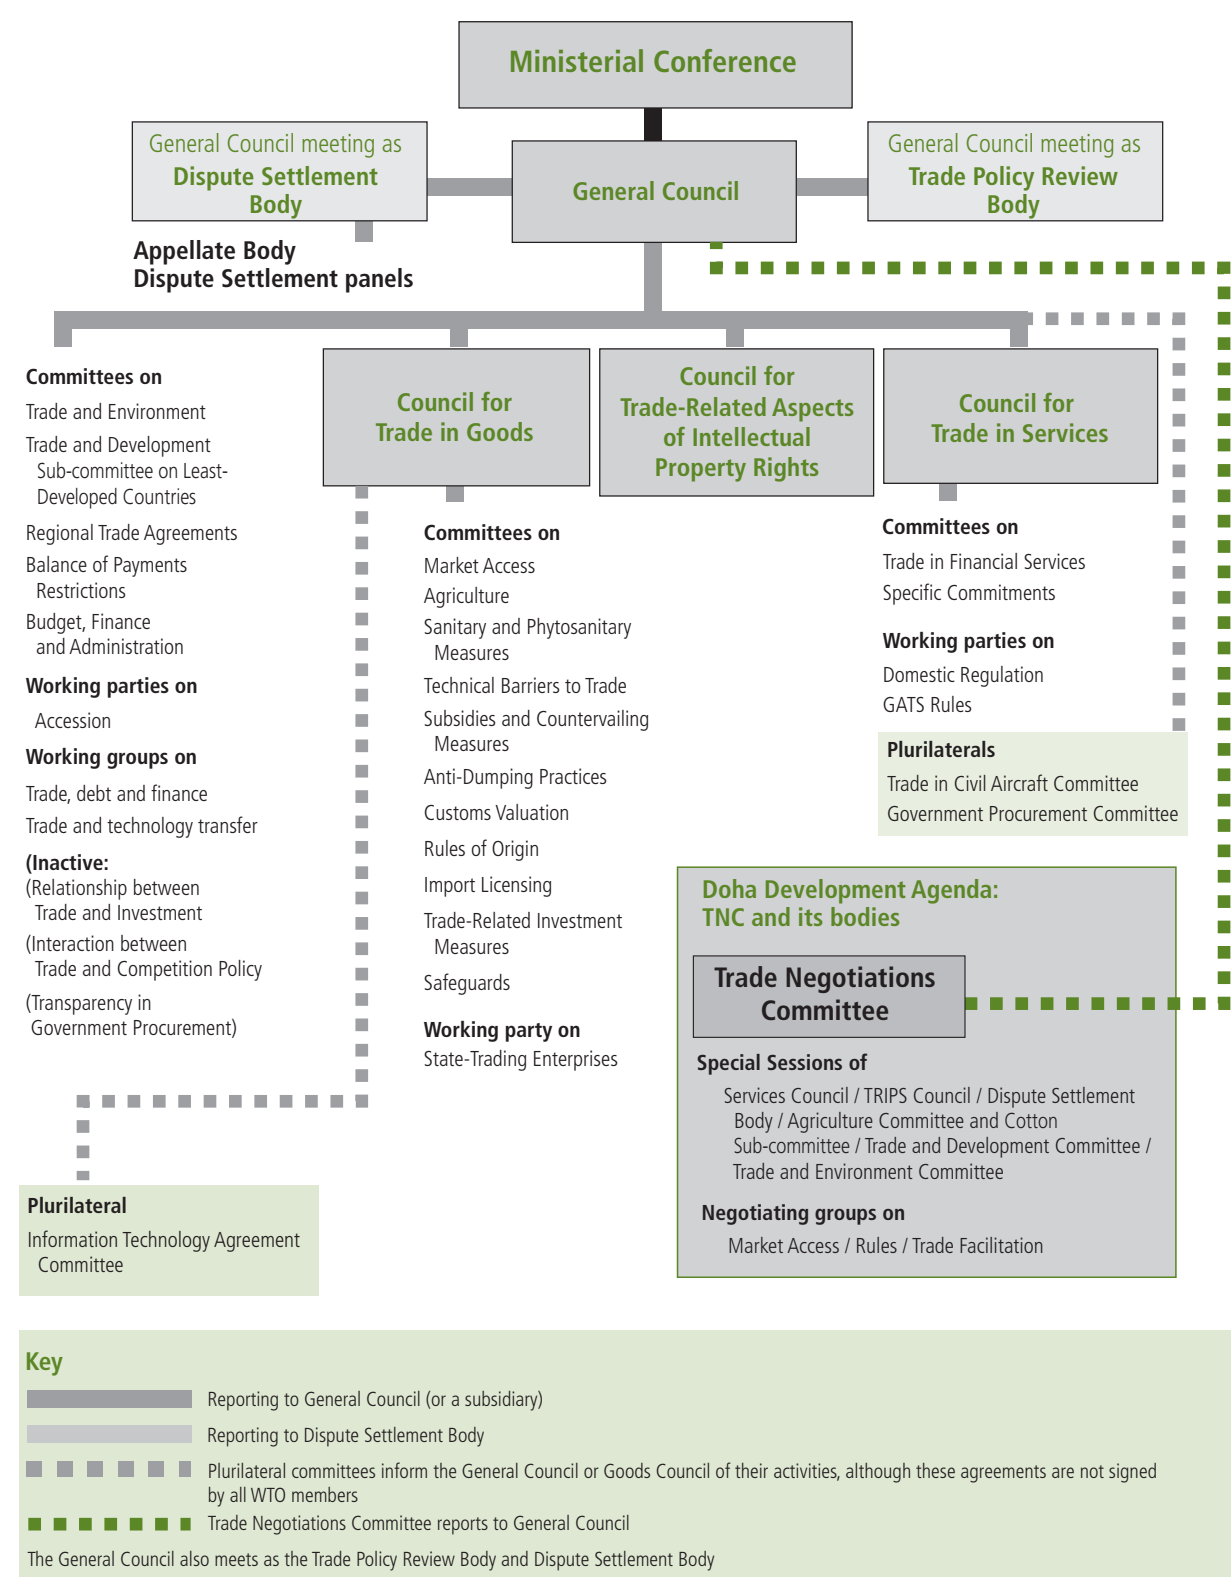 Ministerial Conference
General Council meeting as
Dispute Settlement
Body
General Council
General Council meeting as
Trade Policy Review
Body
Appellate Body
Dispute Settlement panels
Committees on
Trade and Environment
Trade and Development
Sub-committee on Least-
Developed Countries
Regional Trade Agreements
Balance of Payments
Restrictions
Budget, Finance
and Administration
Working parties on
Accession
Working groups on
Trade, debt and finance
Trade and technology transfer
(Inactive:
(Relationship between
Trade and Investment
(Interaction between
Trade and Competition Policy
(Transparency in
Government Procurement)
Plurilateral
Information Technology Agreement
Committee
Council for
Trade in Goods
Committees on
Market Access
Agriculture
Sanitary and Phytosanitary
Measures
Technical Barriers to Trade
Subsidies and Countervailing
Measures
Anti-Dumping Practices
Customs Valuation
Rules of Origin
Import Licensing
Trade-Related Investment
Measures
Safeguards
Working party on
State-Trading Enterprises
Council for
Trade-Related Aspects
of Intellectual
Property Rights
Council for
Trade in Services
Committees on
Trade in Financial Services
Specific Commitments
Working parties on
Domestic Regulation
GATS Rules
Plurilaterals
Trade in Civil Aircraft Committee
Government Procurement Committee
Doha Development Agenda:
TNC and its bodies
Trade Negotiations
Committee
Special Sessions of
Services Council / TRIPS Council / Dispute Settlement
Body / Agriculture Committee and Cotton
Sub-committee / Trade and Development Committee /
Trade and Environment Committee
Negotiating groups on
Market Access / Rules / Trade Facilitation
Key
Reporting to General Council (or a subsidiary)
Reporting to Dispute Settlement Body
Plurilateral committees inform the General Council or Goods Council of their activities, although these agreements are not signed
by all WTO members
Trade Negotiations Committee reports to General Council
The General Council also meets as the Trade Policy Review Body and Dispute Settlement Body